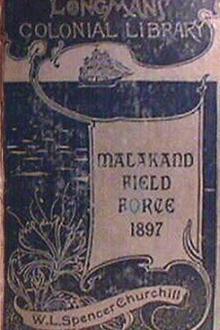 LONGMANS'
COLONIAL LIBRARY
MALAKAND
FIELD
FORCE
1897
W.L.SPENCER CHURCHILL